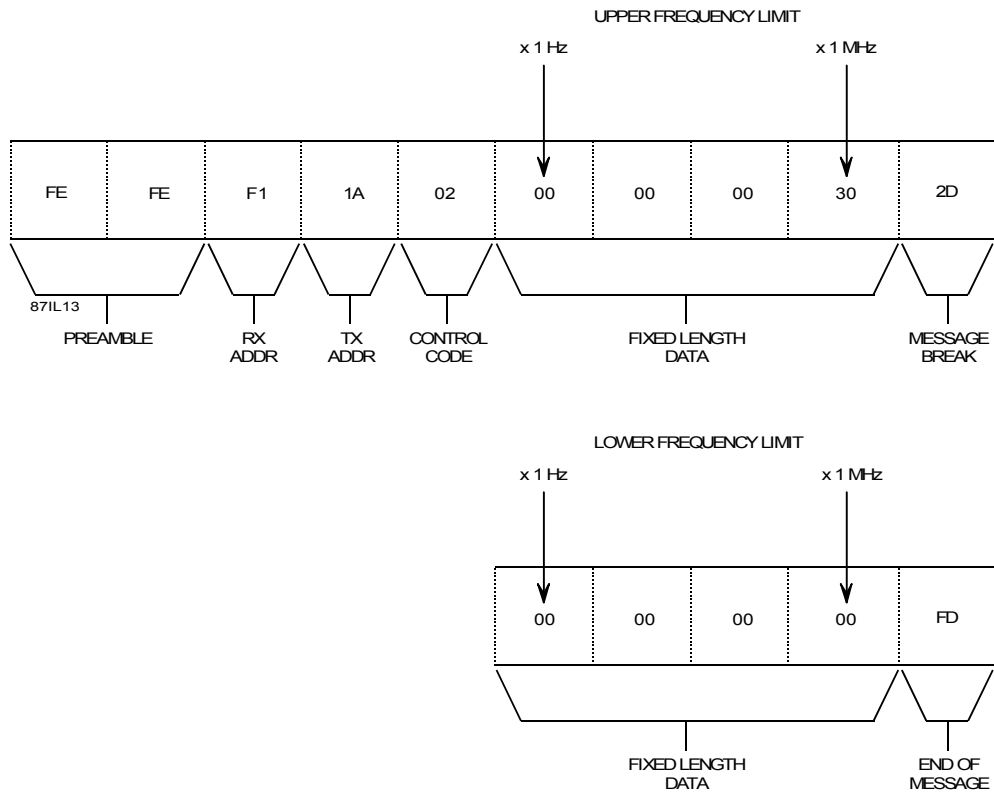 UPPER FREQUENCY LIMIT
x 1 Hz x 1 MHz
FE FE F1 1A 02 00 00 00 30 2D
87IL13
PREAMBLE RX ADDR TX ADDR CONTROL CODE FIXED LENGTH DATA MESSAGE BREAK
LOWER FREQUENCY LIMIT
x 1 Hz x 1 MHz
00 00 00 00 FD
FIXED LENGTH DATA END OF MESSAGE